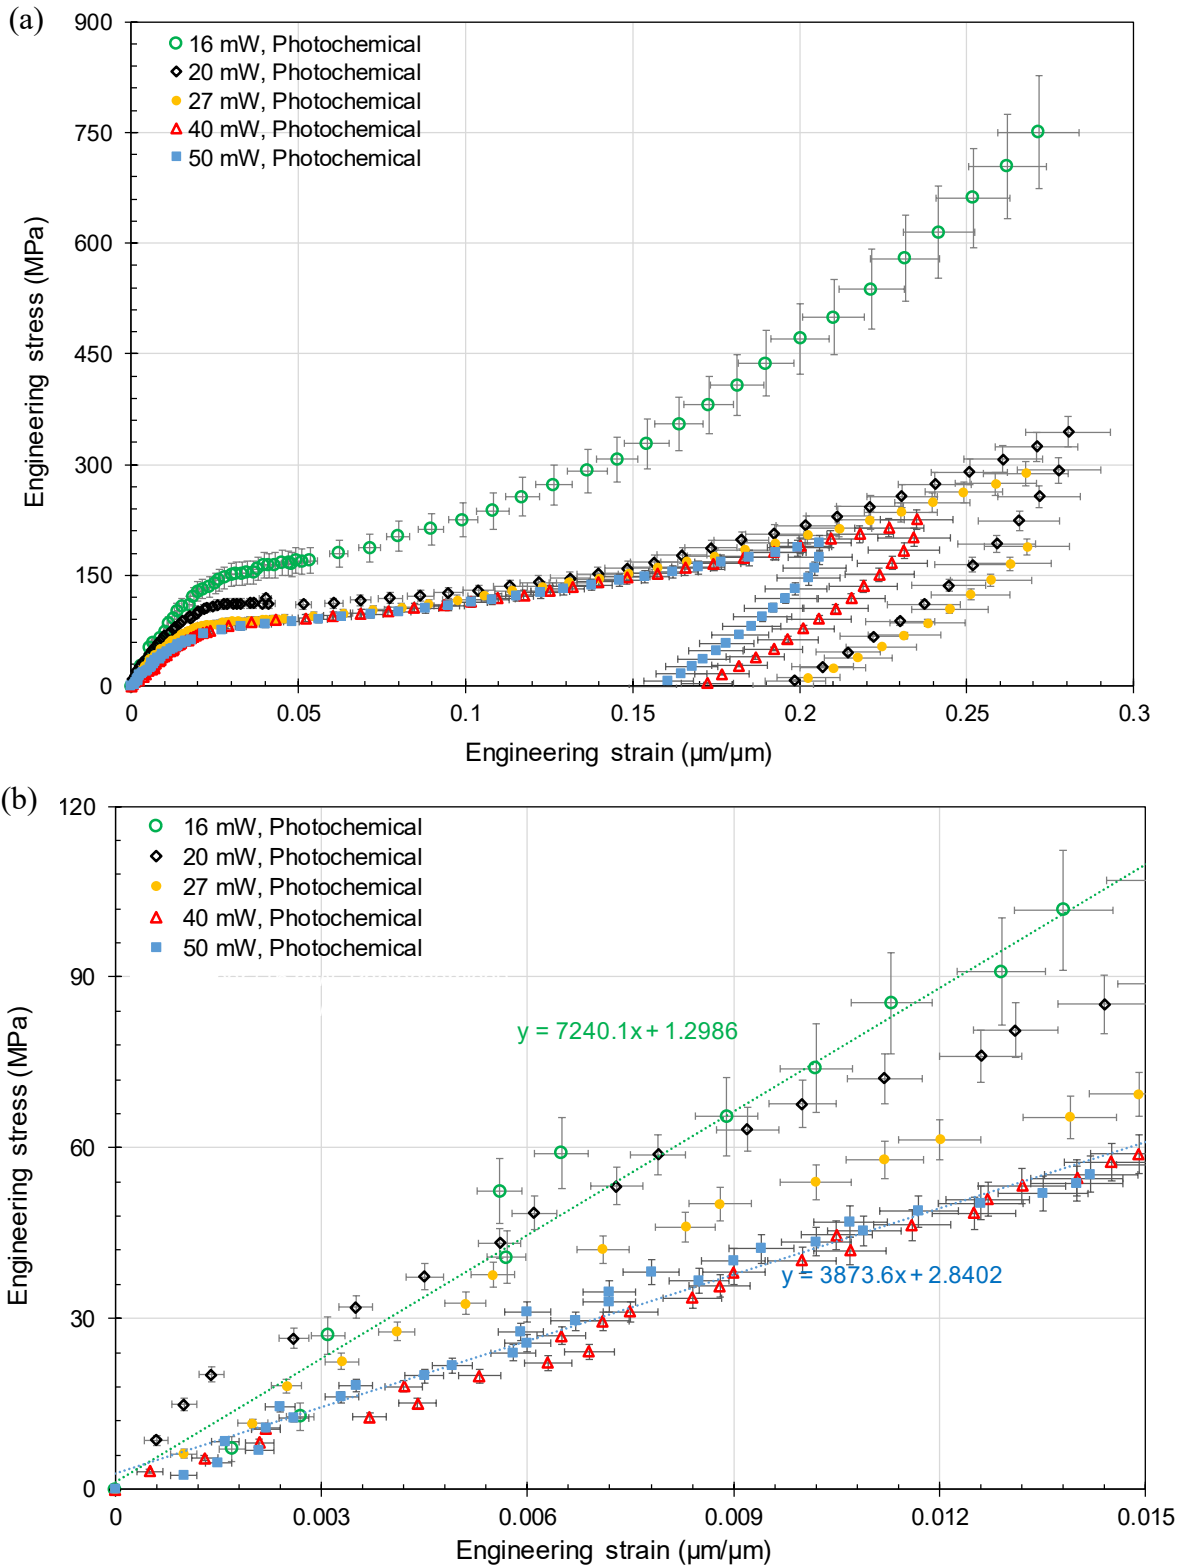 (a)
900
750
600
450
300
150
0
Engineering stress (MPa)
16 mW, Photochemical
20 mW, Photochemical
27 mW, Photochemical
40 mW, Photochemical
50 mW, Photochemical
0 0.05 0.1 0.15 0.2 0.25 0.3
Engineering strain (μm/μm)
(b)
120
90
60
30
0
Engineering stress (MPa)
16 mW, Photochemical
20 mW, Photochemical
27 mW, Photochemical
40 mW, Photochemical
50 mW, Photochemical
y = 7240.1x + 1.2986
y = 3873.6x + 2.8402
0 0.003 0.006 0.009 0.012 0.015
Engineering strain (μm/μm)